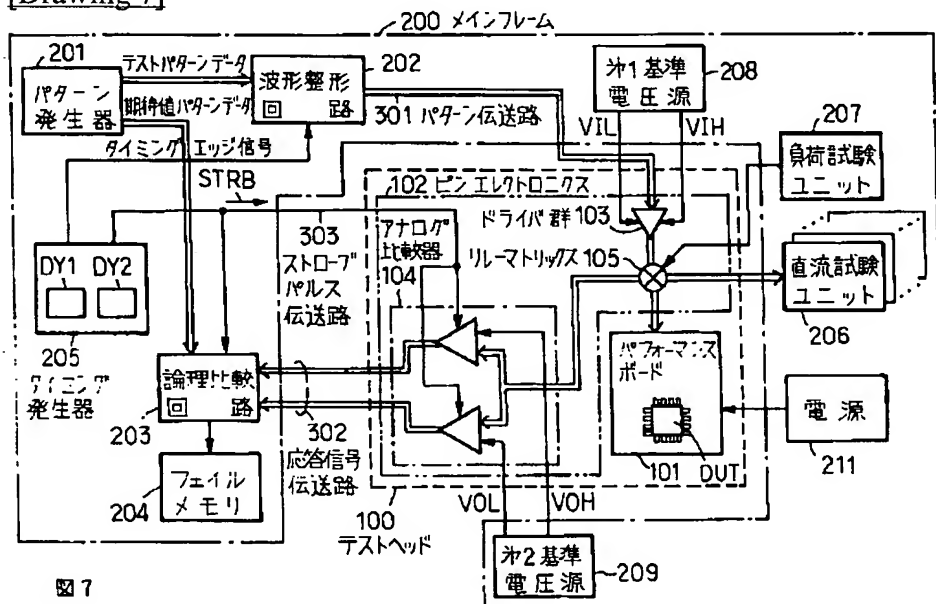 [Drawing 7]
200 メインフレーム
201
パターン
発生器
テストパターンデータ
期待値パターンデータ
波形整形
回路
202
301 パターン伝送路
タイミングエッジ信号
STRB
才1基準
電圧源
208
VIL
VIH
207
負荷試験
ユニット
102 ピンエレクトロニクス
ドライバ群
103
リレーマトリックス
105
303
ストローブ
パルス
伝送路
アナログ
比較器
104
直流試験
ユニット
206
DY1
DY2
205
タイミング
発生器
論理比較
回路
203
302
応答信号
伝送路
フェイル
メモリ
204
パフォーマンス
ボード
101
DUT
電源
211
VOL
VOH
100
テストヘッド
才2基準
電圧源
209
図7